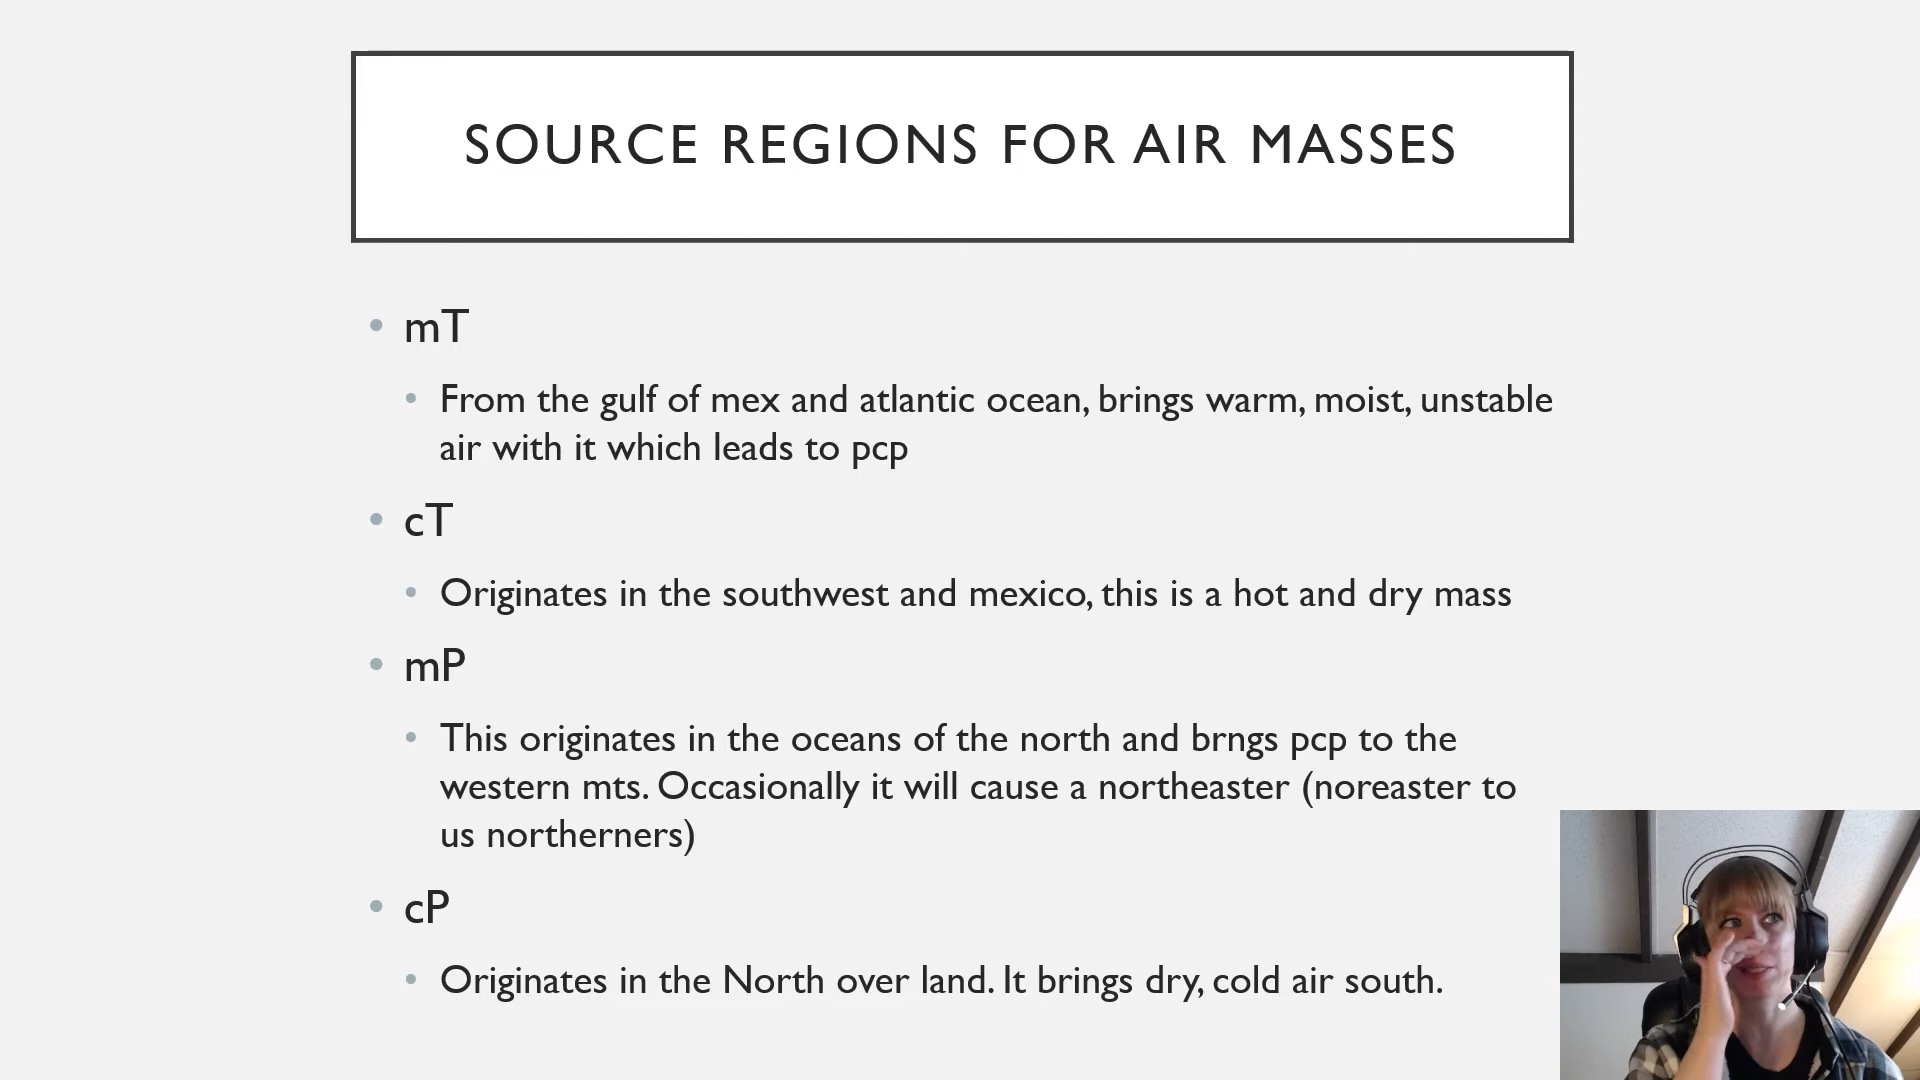 SOURCE REGIONS FOR AIR MASSES
mT
From the gulf of mex and atlantic ocean, brings warm, moist, unstable
air with it which leads to pcp
cT
Originates in the southwest and mexico, this is a hot and dry mass
mP
This originates in the oceans of the north and brngs pcp to the
western mts. Occasionally it will cause a northeaster (noreaster to
us northerners)
cP
Originates in the North over land. It brings dry, cold air south.